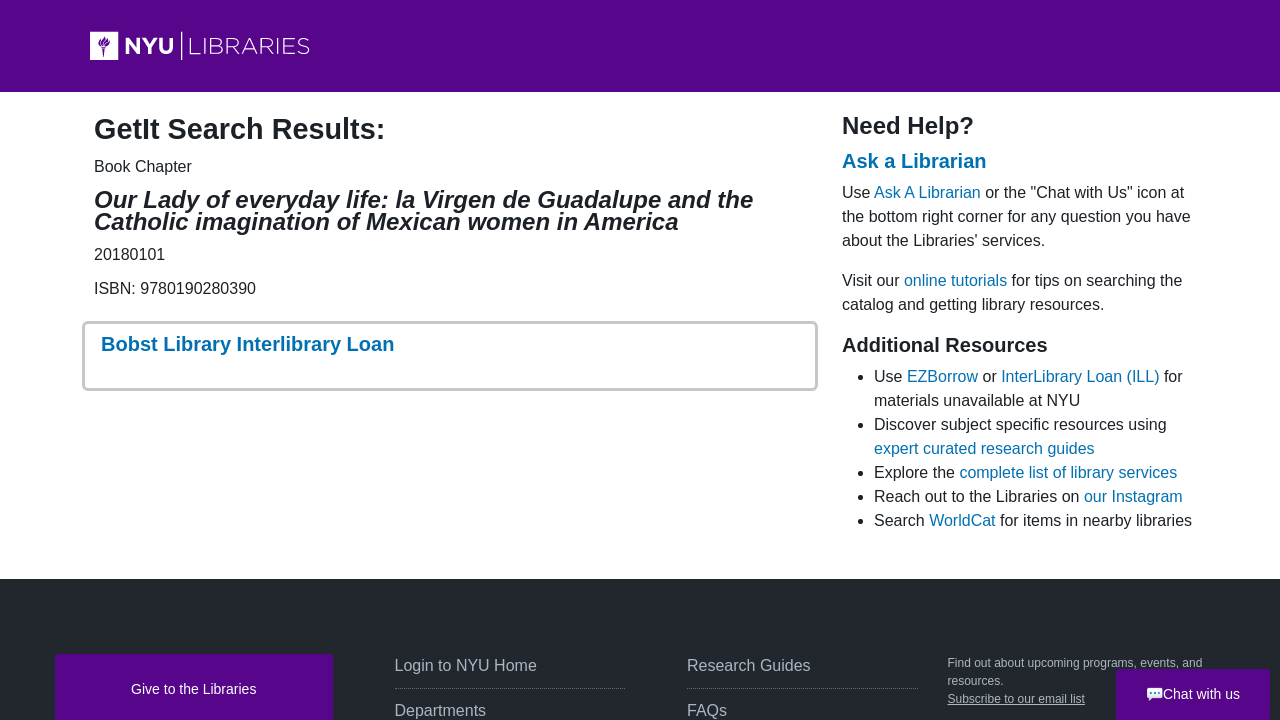 NYU LIBRARIES
GetIt Search Results:
Book Chapter
Our Lady of everyday life: la Virgen de Guadalupe and the
Catholic imagination of Mexican women in America
20180101
ISBN: 9780190280390
Bobst Library Interlibrary Loan
Need Help?
Ask a Librarian
Use Ask A Librarian or the "Chat with Us" icon at
the bottom right corner for any question you have
about the Libraries' services.
Visit our online tutorials for tips on searching the
catalog and getting library resources.
Additional Resources
Use EZBorrow or InterLibrary Loan (ILL) for
materials unavailable at NYU
Discover subject specific resources using
expert curated research guides
Explore the complete list of library services
Reach out to the Libraries on our Instagram
Search WorldCat for items in nearby libraries
Give to the Libraries
Login to NYU Home
Departments
Research Guides
FAQs
Find out about upcoming programs, events, and
resources.
Subscribe to our email list
Chat with us